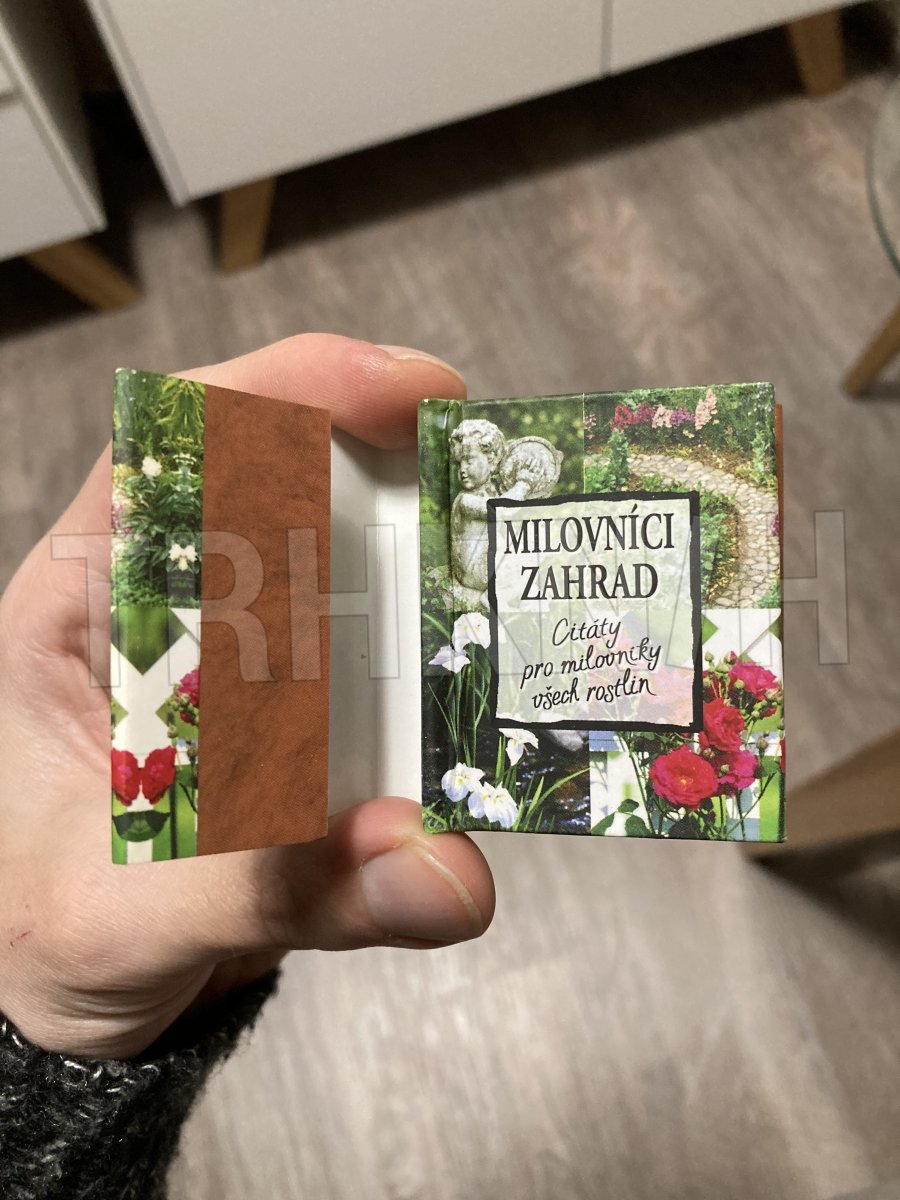 MILOVNÍCI
ZAHRAD
Citáty
pro milovníky
všech rostlin